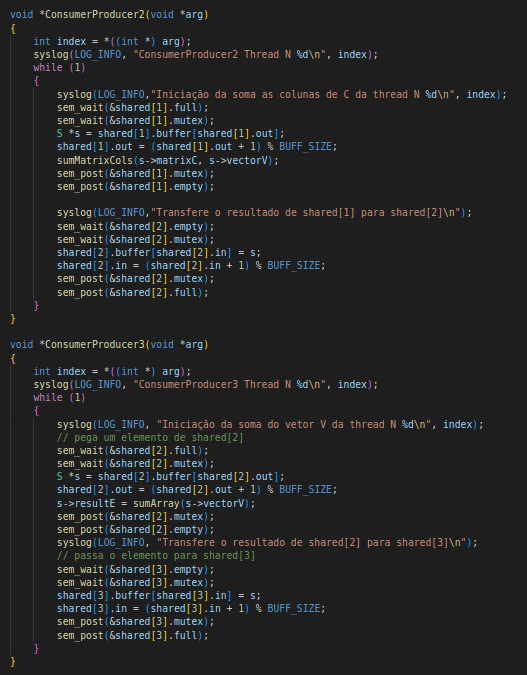 void *ConsumerProducer2(void *arg)
{
    int index = *((int *) arg);
    syslog(LOG_INFO, "ConsumerProducer2 Thread N %d\n", index);
    while (1)
    {
        syslog(LOG_INFO,"Iniciação da soma as colunas de C da thread N %d\n", index);
        sem_wait(&shared[1].full);
        sem_wait(&shared[1].mutex);
        S *s = shared[1].buffer[shared[1].out];
        shared[1].out = (shared[1].out + 1) % BUFF_SIZE;
        sumMatrixCols(s->matrixC, s->vectorV);
        sem_post(&shared[1].mutex);
        sem_post(&shared[1].empty);

        syslog(LOG_INFO,"Transfere o resultado de shared[1] para shared[2]\n");
        sem_wait(&shared[2].empty);
        sem_wait(&shared[2].mutex);
        shared[2].buffer[shared[2].in] = s;
        shared[2].in = (shared[2].in + 1) % BUFF_SIZE;
        sem_post(&shared[2].mutex);
        sem_post(&shared[2].full);
    }
}

void *ConsumerProducer3(void *arg)
{
    int index = *((int *) arg);
    syslog(LOG_INFO, "ConsumerProducer3 Thread N %d\n", index);
    while (1)
    {
        syslog(LOG_INFO, "Iniciação da soma do vetor V da thread N %d\n", index);
        // pega um elemento de shared[2]
        sem_wait(&shared[2].full);
        sem_wait(&shared[2].mutex);
        S *s = shared[2].buffer[shared[2].out];
        shared[2].out = (shared[2].out + 1) % BUFF_SIZE;
        s->resultE = sumArray(s->vectorV);
        sem_post(&shared[2].mutex);
        sem_post(&shared[2].empty);
        syslog(LOG_INFO, "Transfere o resultado de shared[2] para shared[3]\n");
        // passa o elemento para shared[3]
        sem_wait(&shared[3].empty);
        sem_wait(&shared[3].mutex);
        shared[3].buffer[shared[3].in] = s;
        shared[3].in = (shared[3].in + 1) % BUFF_SIZE;
        sem_post(&shared[3].mutex);
        sem_post(&shared[3].full);
    }
}